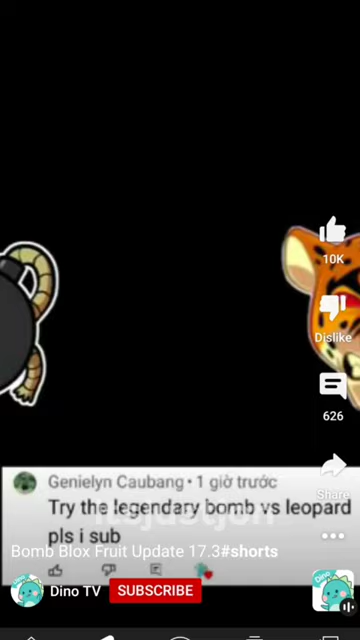 10K
Dislike
626
Genielyn Caubang • 1 giờ trước
Try the legendary bomb vs leopard
pls i sub
Share
Bomb Blox Fruit Update 17.3#shorts
Dino TV
SUBSCRIBE